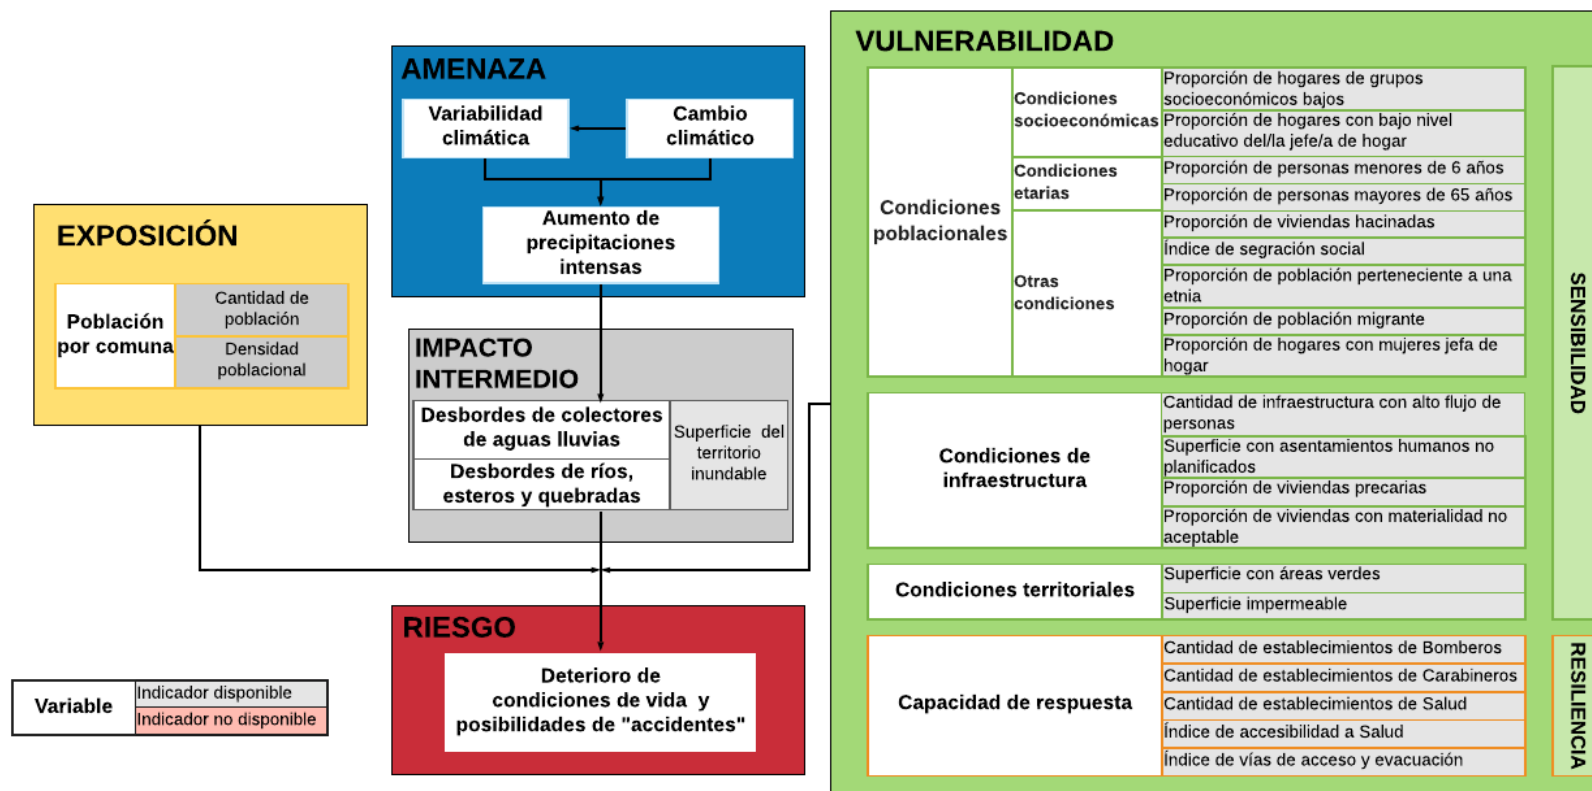 EXPOSICIÓN
Población
por comuna
Cantidad de
población
Densidad
poblacional
AMENAZA
Variabilidad
climática
Cambio
climático
Aumento de
precipitaciones
intensas
IMPACTO
INTERMEDIO
Desbordes de colectores
de aguas lluvias
Desbordes de ríos,
esteros y quebradas
Superficie del
territorio
inundable
RIESGO
Deterioro de
condiciones de vida y
posibilidades de "accidentes"
Variable
Indicador disponible
Indicador no disponible
VULNERABILIDAD
Condiciones
poblacionales
Condiciones
socioeconómicas
Proporción de hogares de grupos
socioeconómicos bajos
Proporción de hogares con bajo nivel
educativo del/la jefe/a de hogar
Condiciones
etarias
Proporción de personas menores de 6 años
Proporción de personas mayores de 65 años
Otras
condiciones
Proporción de viviendas hacinadas
Índice de segración social
Proporción de población perteneciente a una
etnia
Proporción de población migrante
Proporción de hogares con mujeres jefa de
hogar
Condiciones de
infraestructura
Cantidad de infraestructura con alto flujo de
personas
Superficie con asentamientos humanos no
planificados
Proporción de viviendas precarias
Proporción de viviendas con materialidad no
aceptable
Condiciones territoriales
Superficie con áreas verdes
Superficie impermeable
SENSIBILIDAD
Capacidad de respuesta
Cantidad de establecimientos de Bomberos
Cantidad de establecimientos de Carabineros
Cantidad de establecimientos de Salud
Índice de accesibilidad a Salud
Índice de vías de acceso y evacuación
RESILIENCIA